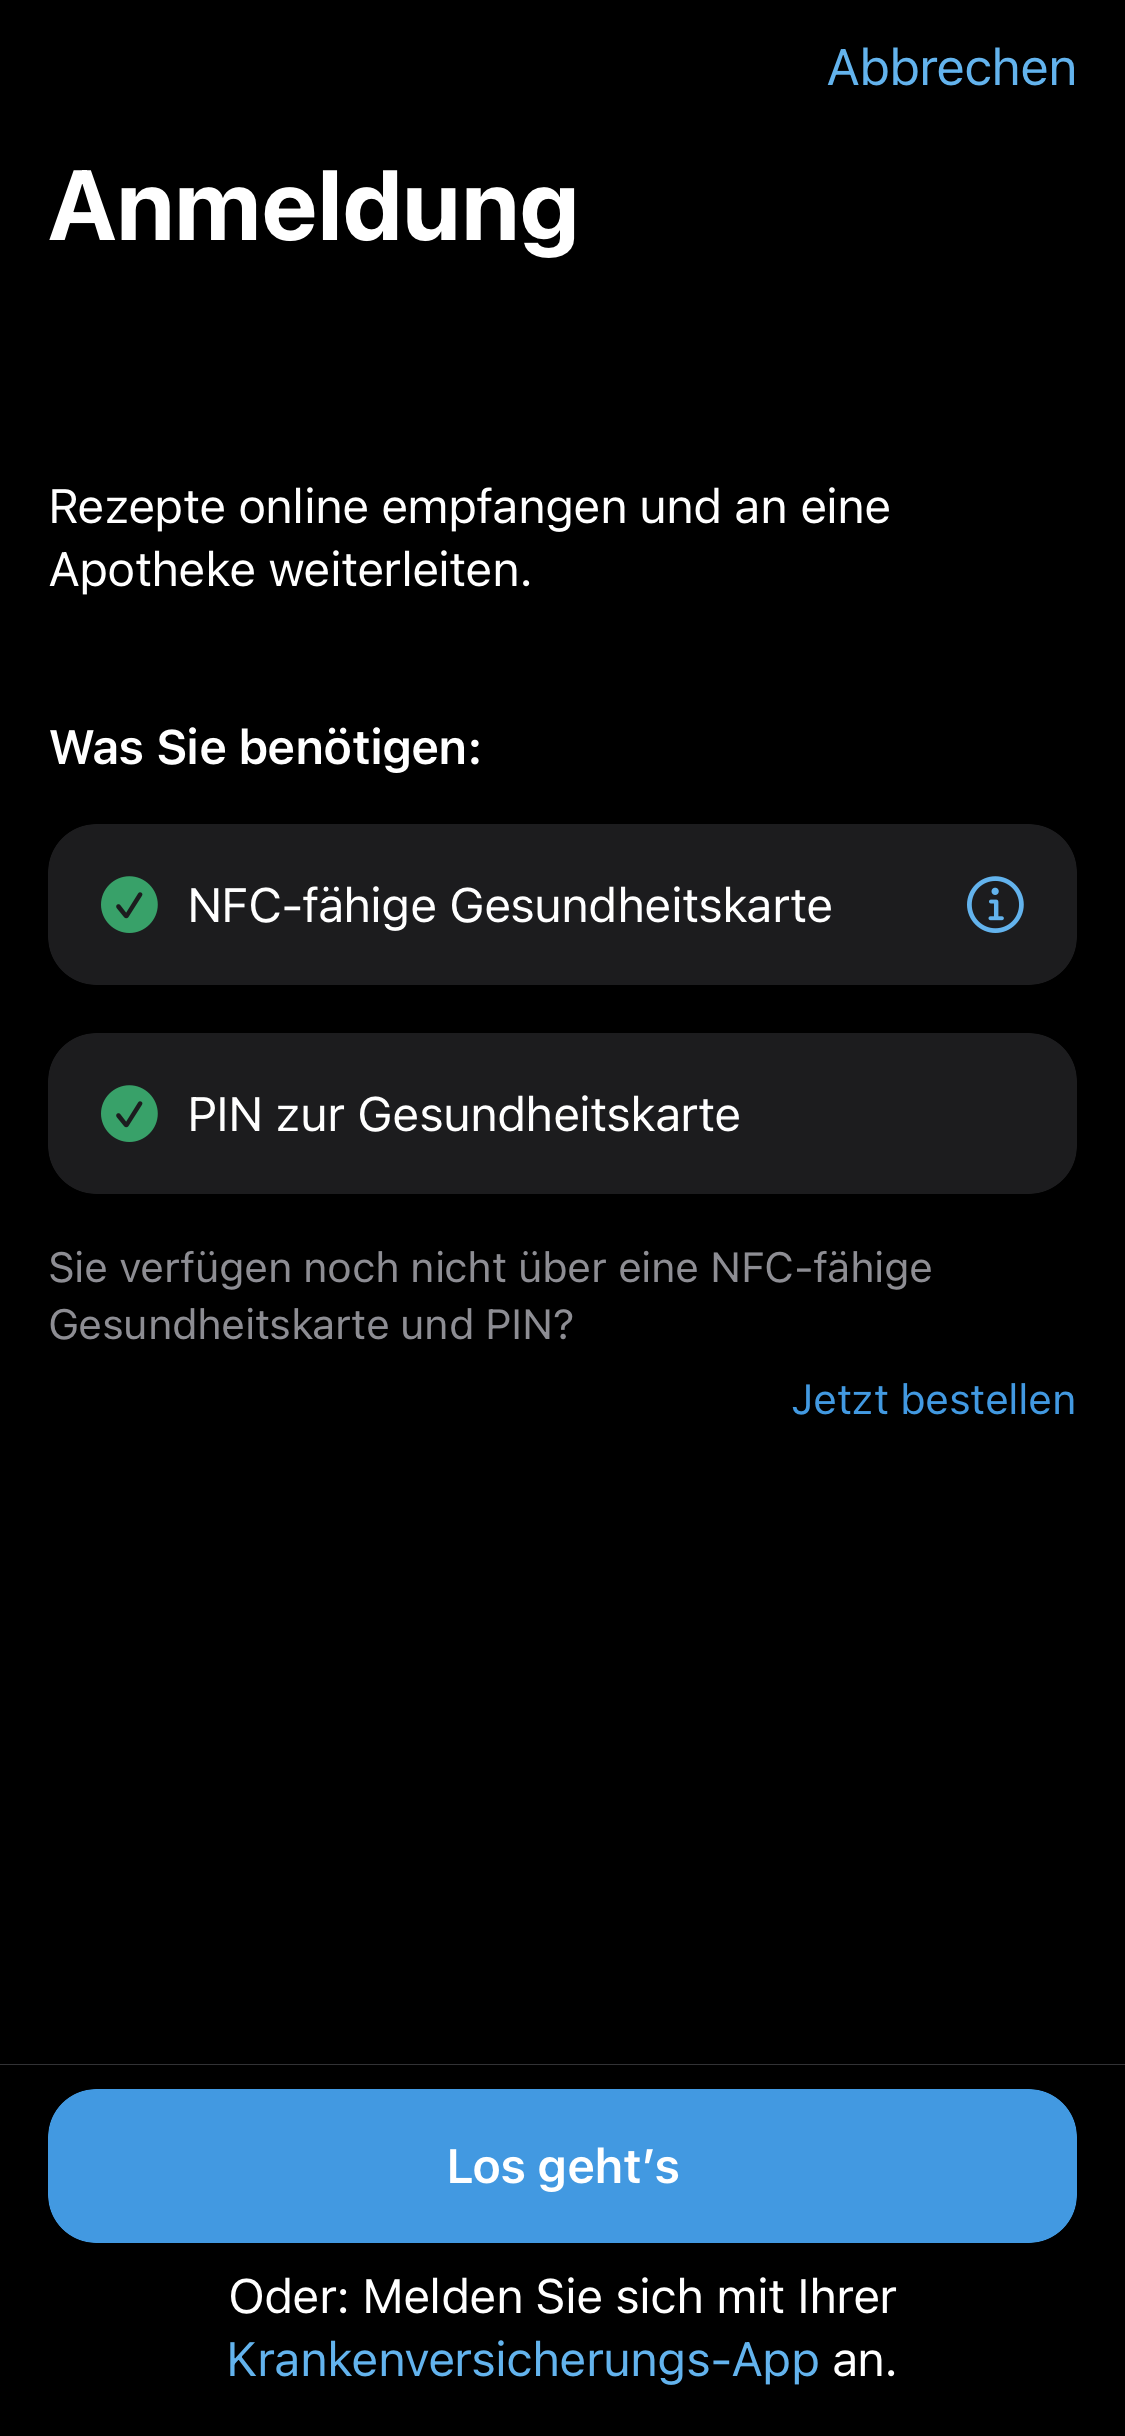 Abbrechen
Anmeldung
Rezepte online empfangen und an eine
Apotheke weiterleiten.
Was Sie benötigen:
NFC-fähige Gesundheitskarte
PIN zur Gesundheitskarte
Sie verfügen noch nicht über eine NFC-fähige
Gesundheitskarte und PIN?
Jetzt bestellen
Los geht’s
Oder: Melden Sie sich mit Ihrer
Krankenversicherungs-App an.